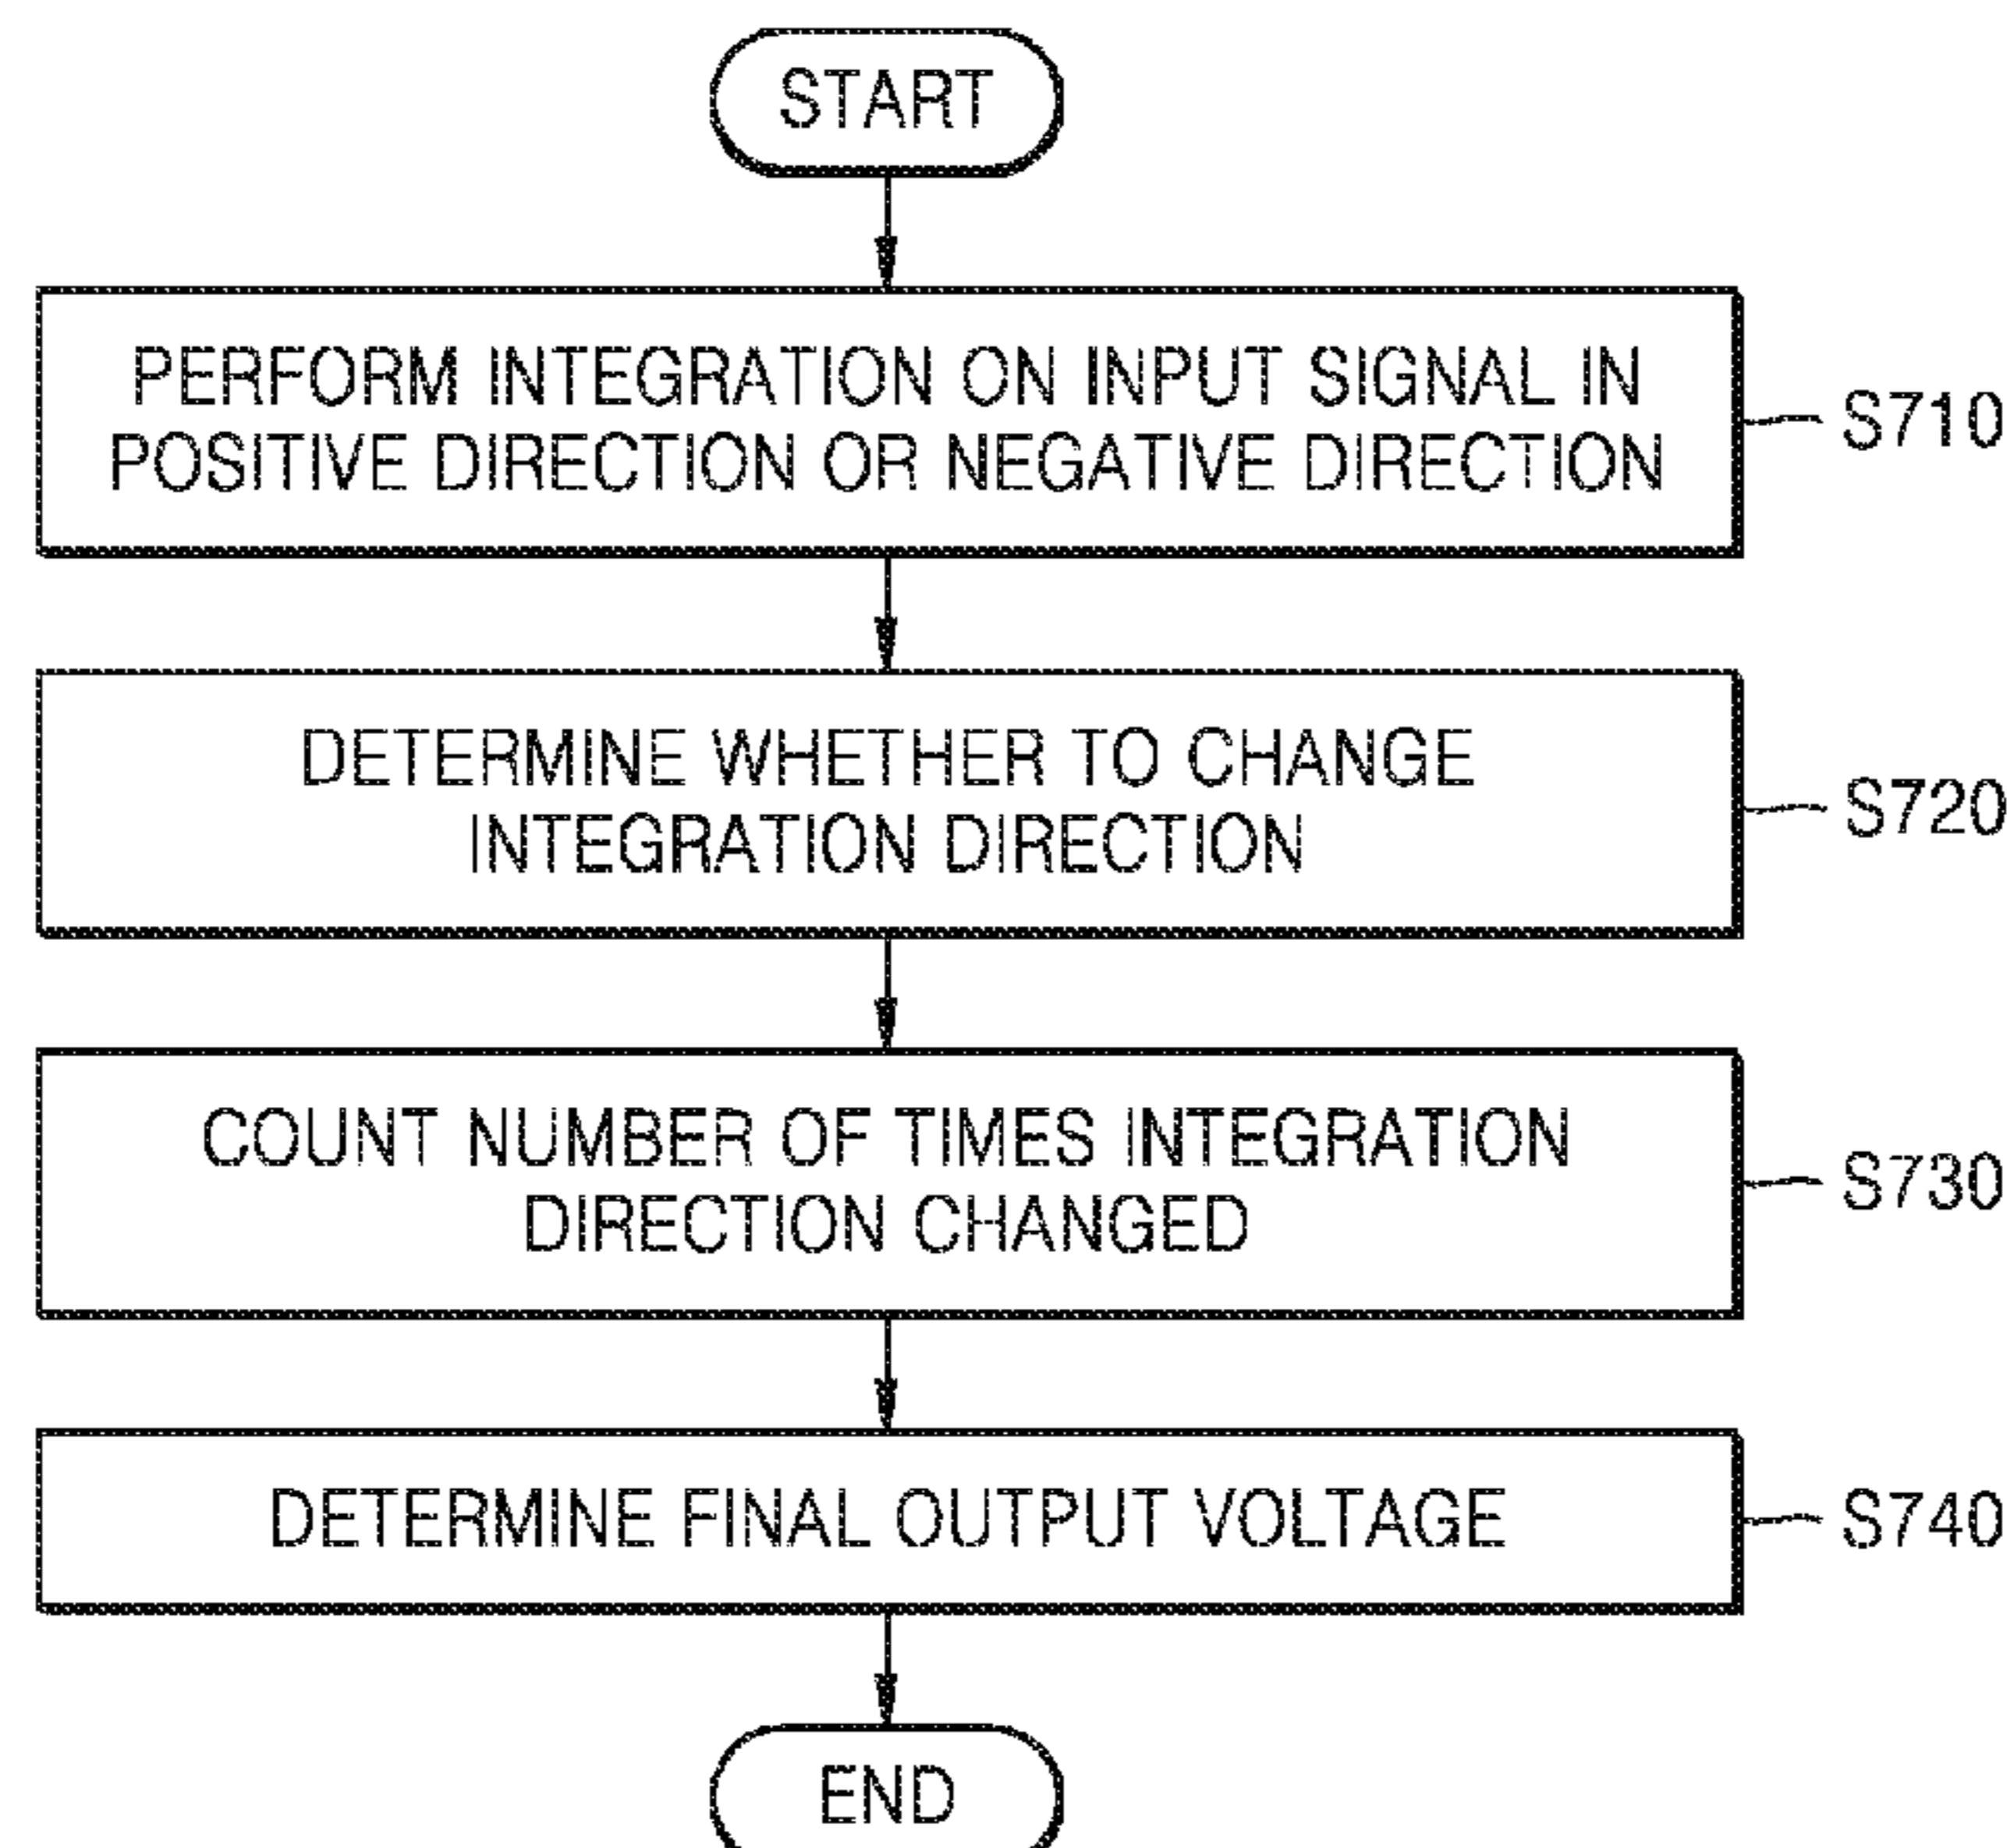 START
PERFORM INTEGRATION ON INPUT SIGNAL IN
POSITIVE DIRECTION OR NEGATIVE DIRECTION
S710
DETERMINE WHETHER TO CHANGE
INTEGRATION DIRECTION
S720
COUNT NUMBER OF TIMES INTEGRATION
DIRECTION CHANGED
S730
DETERMINE FINAL OUTPUT VOLTAGE
S740
END